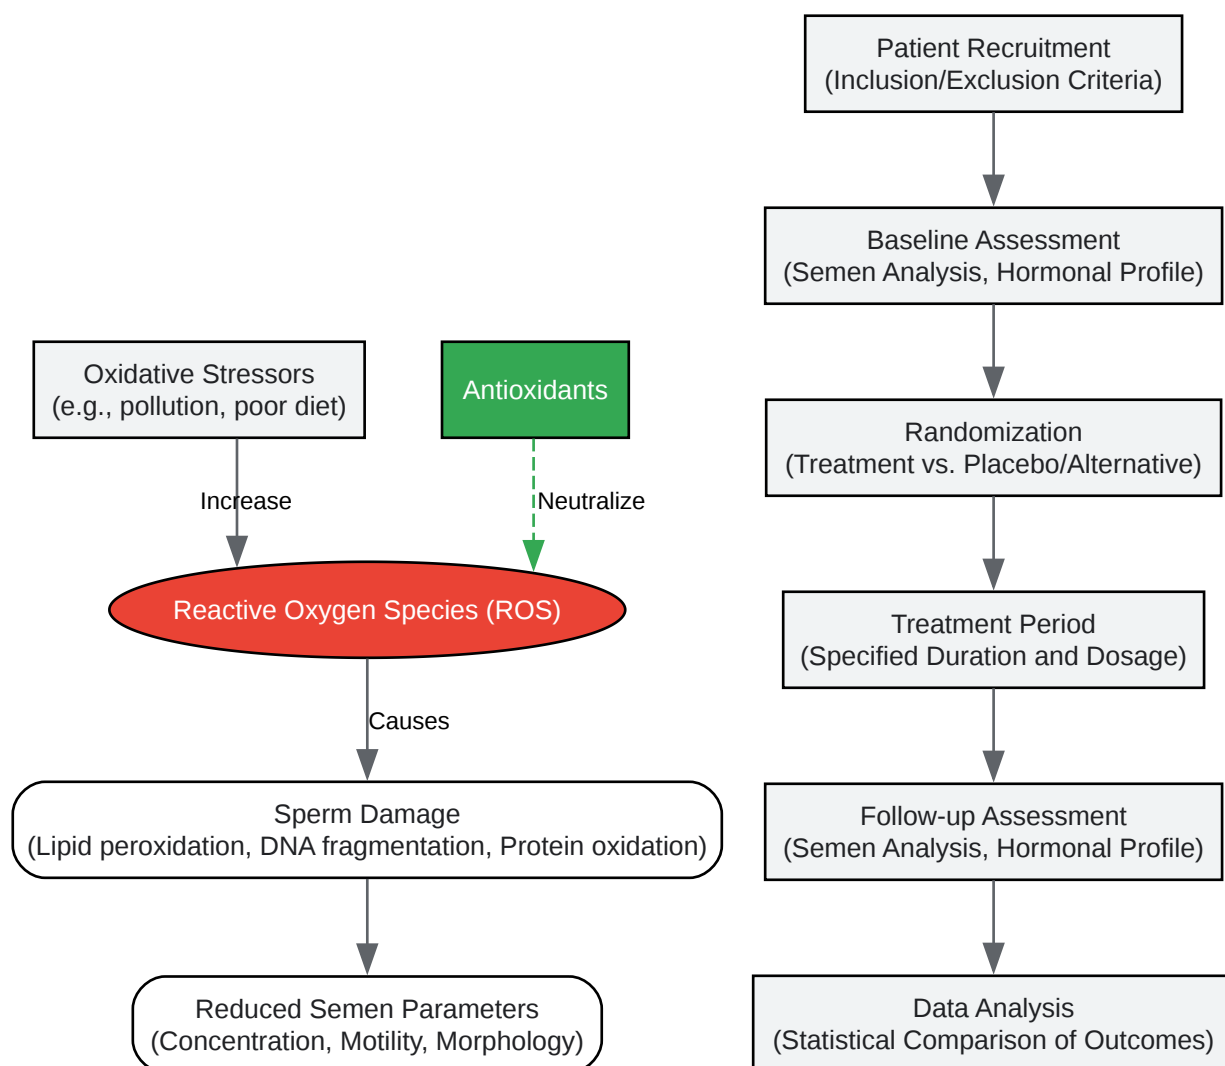 Oxidative Stressors
(e.g., pollution, poor diet)
Antioxidants
Increase
Neutralize
Reactive Oxygen Species (ROS)
Causes
Sperm Damage
(Lipid peroxidation, DNA fragmentation, Protein oxidation)
Reduced Semen Parameters
(Concentration, Motility, Morphology)
Patient Recruitment
(Inclusion/Exclusion Criteria)
Baseline Assessment
(Semen Analysis, Hormonal Profile)
Randomization
(Treatment vs. Placebo/Alternative)
Treatment Period
(Specified Duration and Dosage)
Follow-up Assessment
(Semen Analysis, Hormonal Profile)
Data Analysis
(Statistical Comparison of Outcomes)